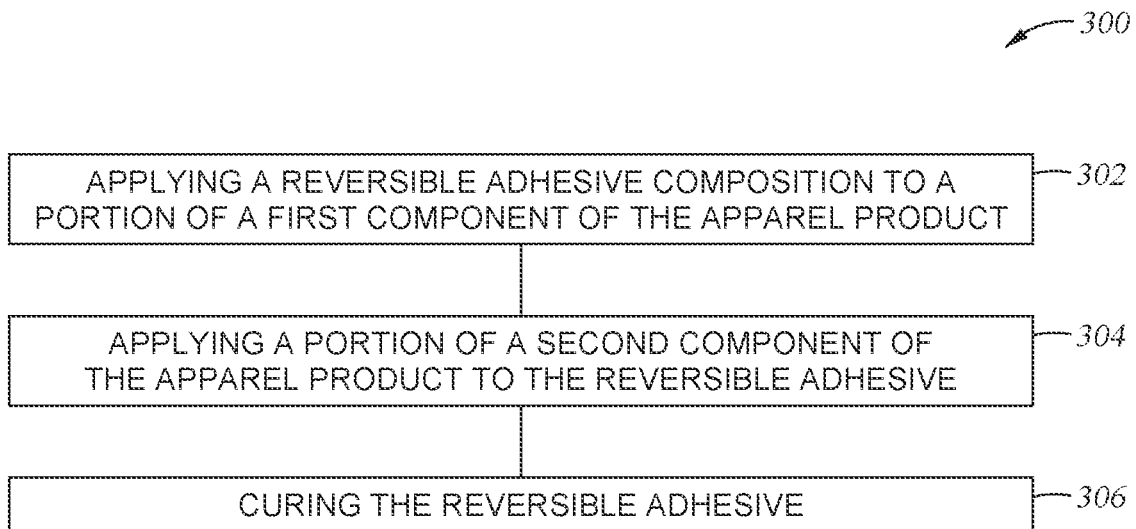 300
APPLYING A REVERSIBLE ADHESIVE COMPOSITION TO A
PORTION OF A FIRST COMPONENT OF THE APPAREL PRODUCT
302
APPLYING A PORTION OF A SECOND COMPONENT OF
THE APPAREL PRODUCT TO THE REVERSIBLE ADHESIVE
304
CURING THE REVERSIBLE ADHESIVE
306